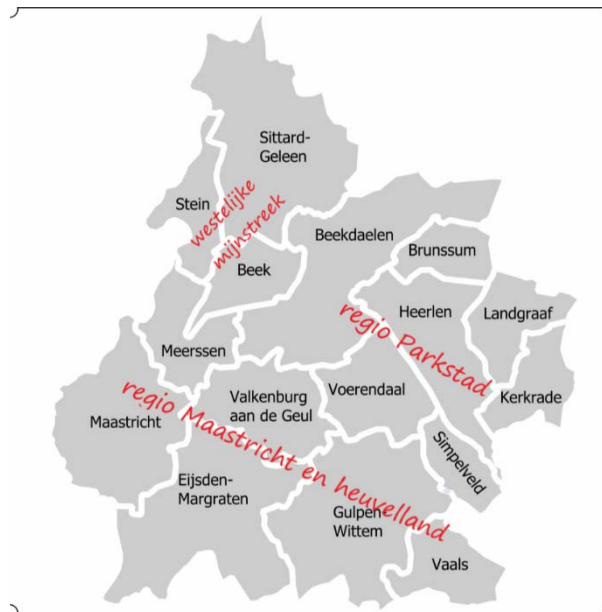 Sittard-
Geleen
Stein
westelijke
mijnstreek
Beekdaelen
Brunssum
Beek
Heerlen
Landgraaf
regio Parkstad
Meerssen
Kerkrade
Voerendaal
Valkenburg
aan de Geul
Maastricht
regio Maastricht en heuvelland
Simpelveld
Eijsden-
Margraten
Gulpen-
Wittem
Vaals